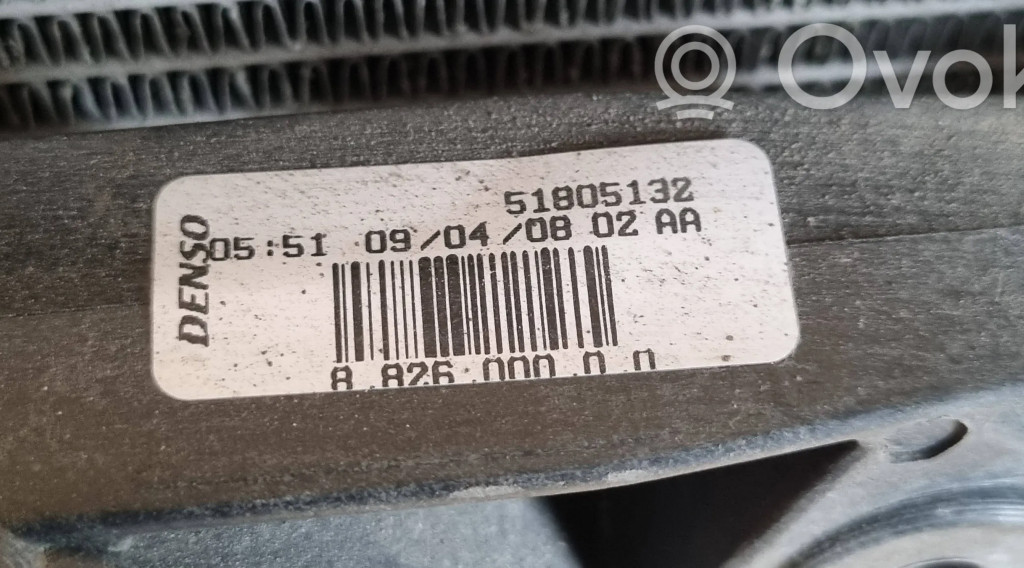 Ovok
51805132
05:51 09/04/08 02 AA
DENSO
8.826.000.0.0